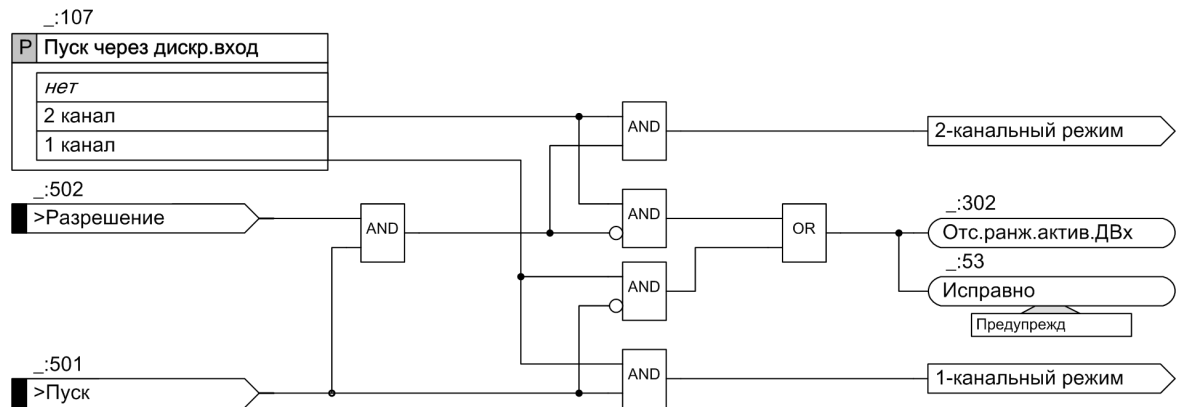 _:107
P Пуск через дискр.вход
нет
2 канал
1 канал
AND
2-канальный режим
_:502
>Разрешение
AND
AND
OR
_:302
Отс.ранж.актив.ДВх
_:53
Исправно
Предупрежд
AND
_:501
>Пуск
AND
1-канальный режим